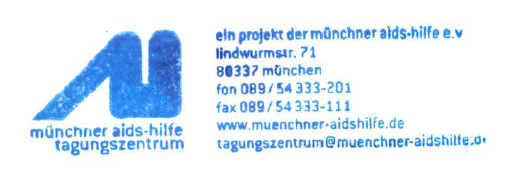 münchner aids-hilfe
tagungszentrum
ein projekt der münchner aids-hilfe e.v
lindwurmstr. 71
80337 münchen
fon 089/54 333-201
fax 089/54 333-111
www.muenchner-aidshilfe.de
tagungszentrum@muenchner-aidshilfe.d